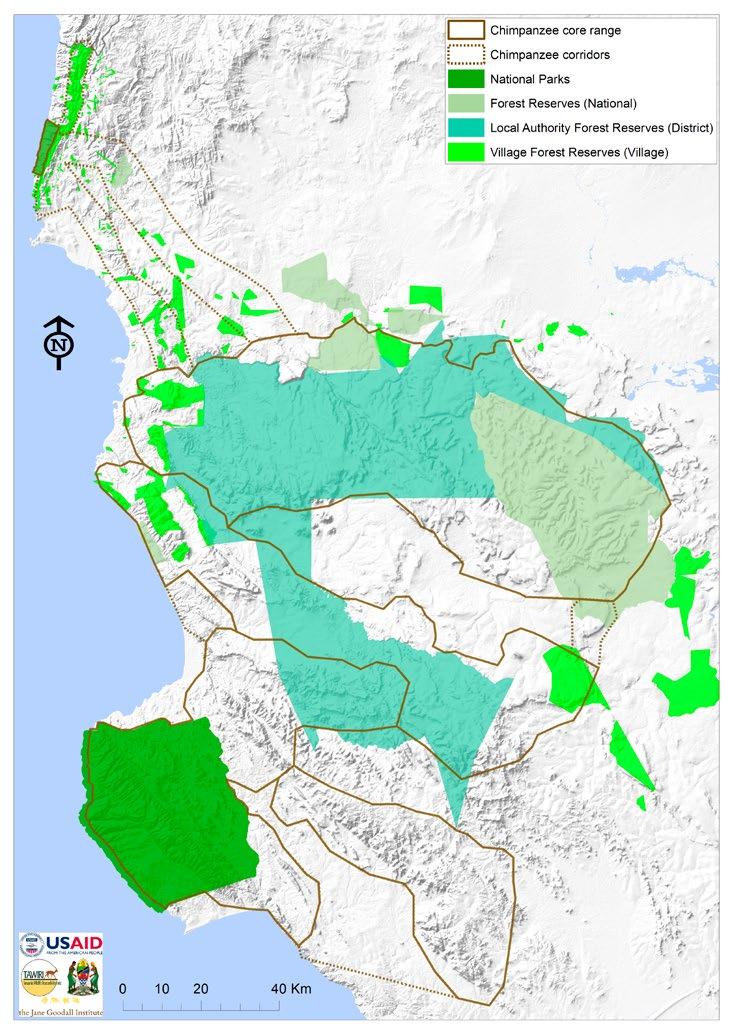 Chimpanzee core range
Chimpanzee corridors
National Parks
Forest Reserves (National)
Local Authority Forest Reserves (District)
Village Forest Reserves (Village)
N
USAID
FROM THE AMERICAN PEOPLE
TAWIRI
the Jane Goodall Institute
0 10 20 40 Km